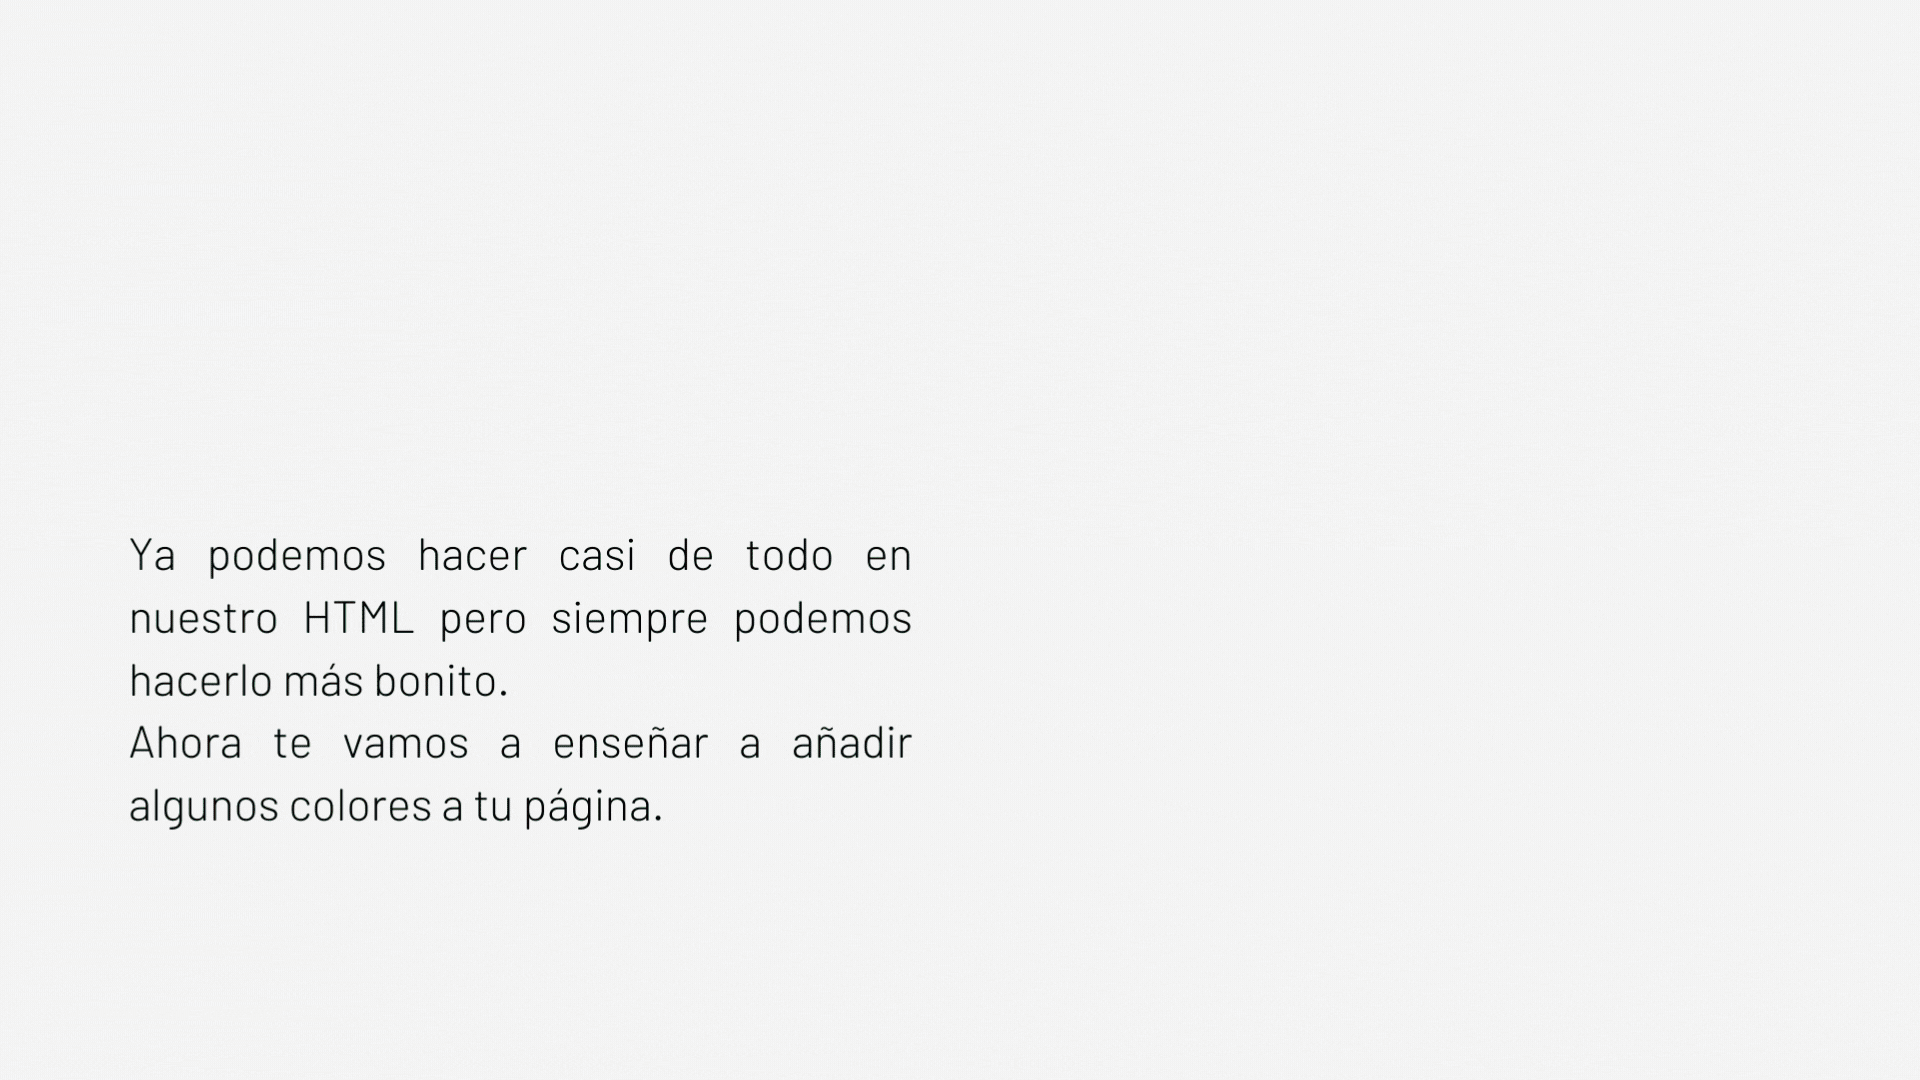 Ya podemos hacer casi de todo en
nuestro HTML pero siempre podemos
hacerlo más bonito.
Ahora te vamos a enseñar a añadir
algunos colores a tu página.